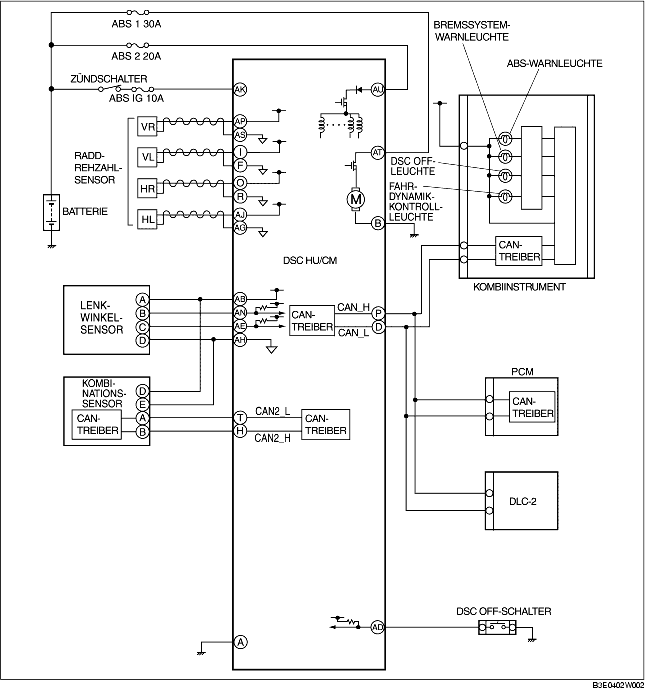 ABS 1 30A
ABS 2 20A
ZÜNDSCHALTER
ABS IG 10A
BREMSSYSTEM-
WARNLEUCHTE
ABS-WARNLEUCHTE
DSC OFF-
LEUCHTE
FAHR-
DYNAMIK-
KONTROLL-
LEUCHTE
CAN-
TREIBER
KOMBIINSTRUMENT
RADD-
REHZAHL-
SENSOR
VR
VL
HR
HL
BATTERIE
AK
AP
AS
I
F
O
R
AJ
AG
AU
AT
M
B
DSC HU/CM
LENK-
WINKEL-
SENSOR
A
B
C
D
AB
AN
AE
AH
CAN-
TREIBER
CAN_H
CAN_L
P
D
KOMBI-
NATIONS-
SENSOR
CAN-
TREIBER
D
E
A
B
T
H
CAN2_L
CAN2_H
CAN-
TREIBER
PCM
CAN-
TREIBER
DLC-2
DSC OFF-SCHALTER
AD
A
B3E0402W002